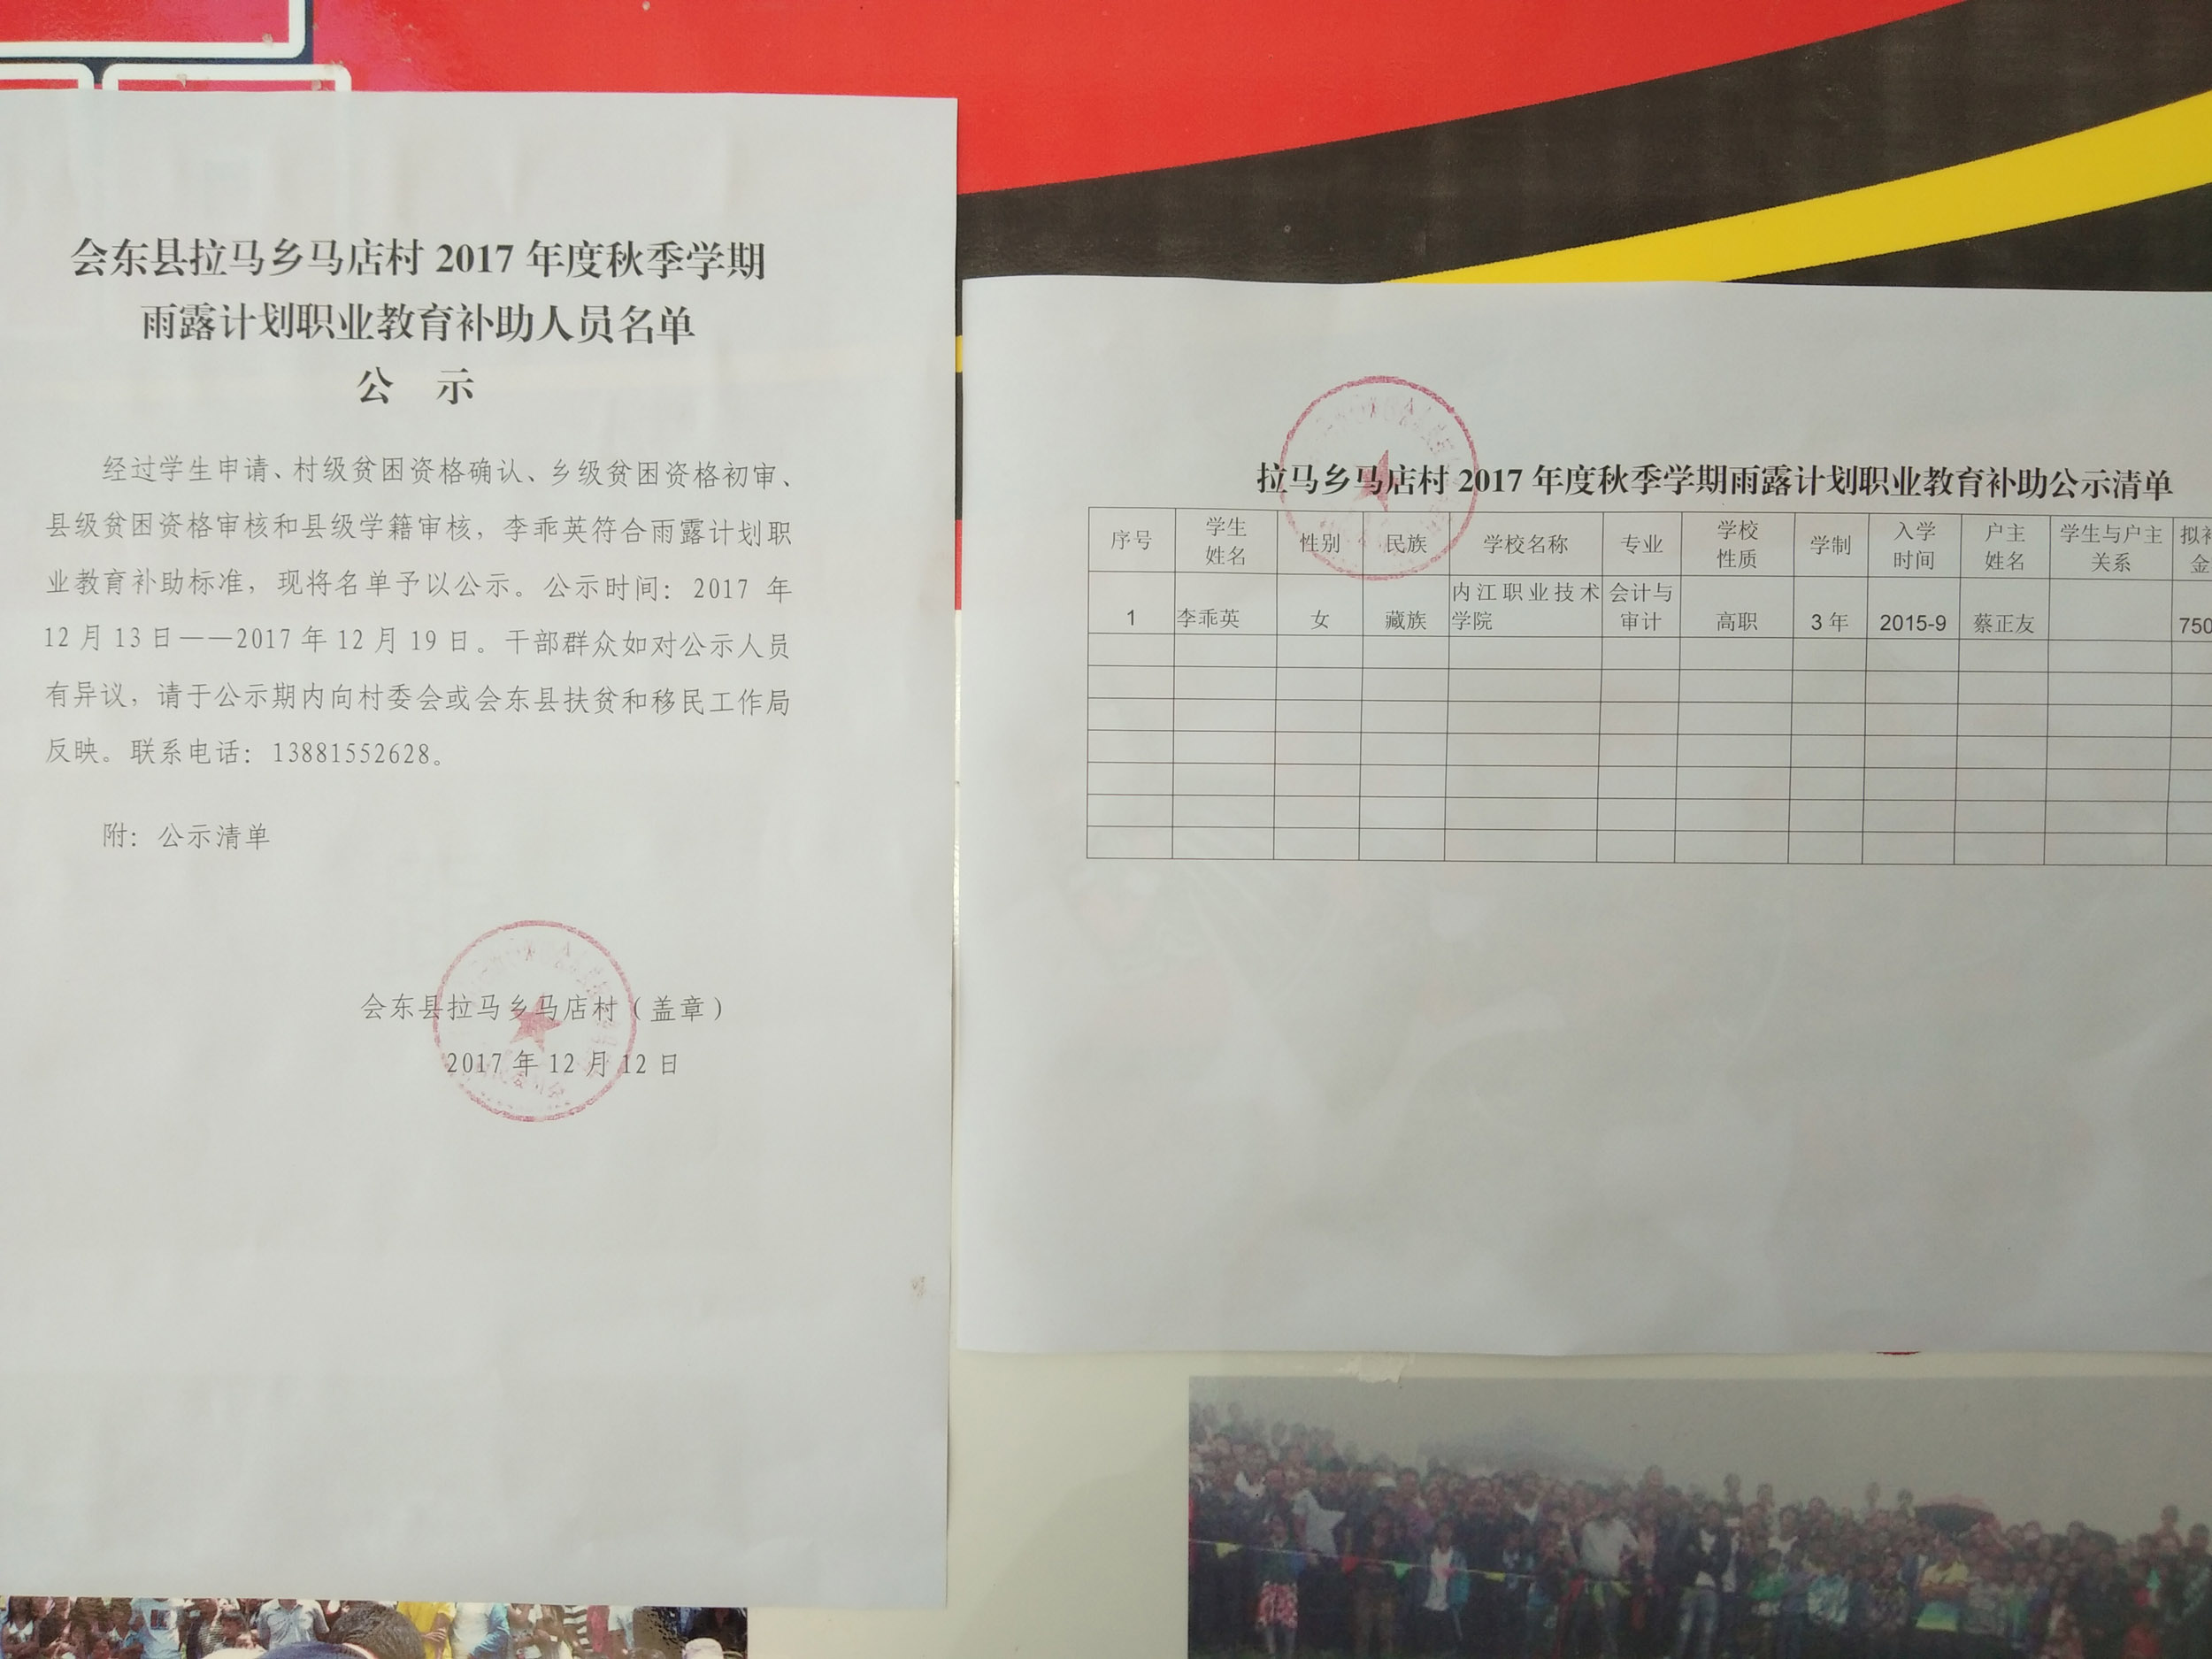 会东县拉马乡马店村 2017 年度秋季学期
雨露计划职业教育补助人员名单
公 示
经过学生申请、村级贫困资格确认、乡级贫困资格初审、
县级贫困资格审核和县级学籍审核，李乖英符合雨露计划职
业教育补助标准，现将名单予以公示。公示时间：2017 年
12 月 13 日——2017 年 12 月 19 日。干部群众如对公示人员
有异议，请于公示期内向村委会或会东县扶贫和移民工作局
反映。联系电话：13881552628。
附：公示清单
会东县拉马乡马店村（盖章）
2017 年 12 月 12 日
拉马乡马店村 2017 年度秋季学期雨露计划职业教育补助公示清单
序号 学生姓名 性别 民族 学校名称 专业 学校性质 学制 入学时间 户主姓名 学生与户主关系 拟补金
1 李乖英 女 藏族 内江职业技术学院 会计与审计 高职 3 年 2015-9 蔡正友 750